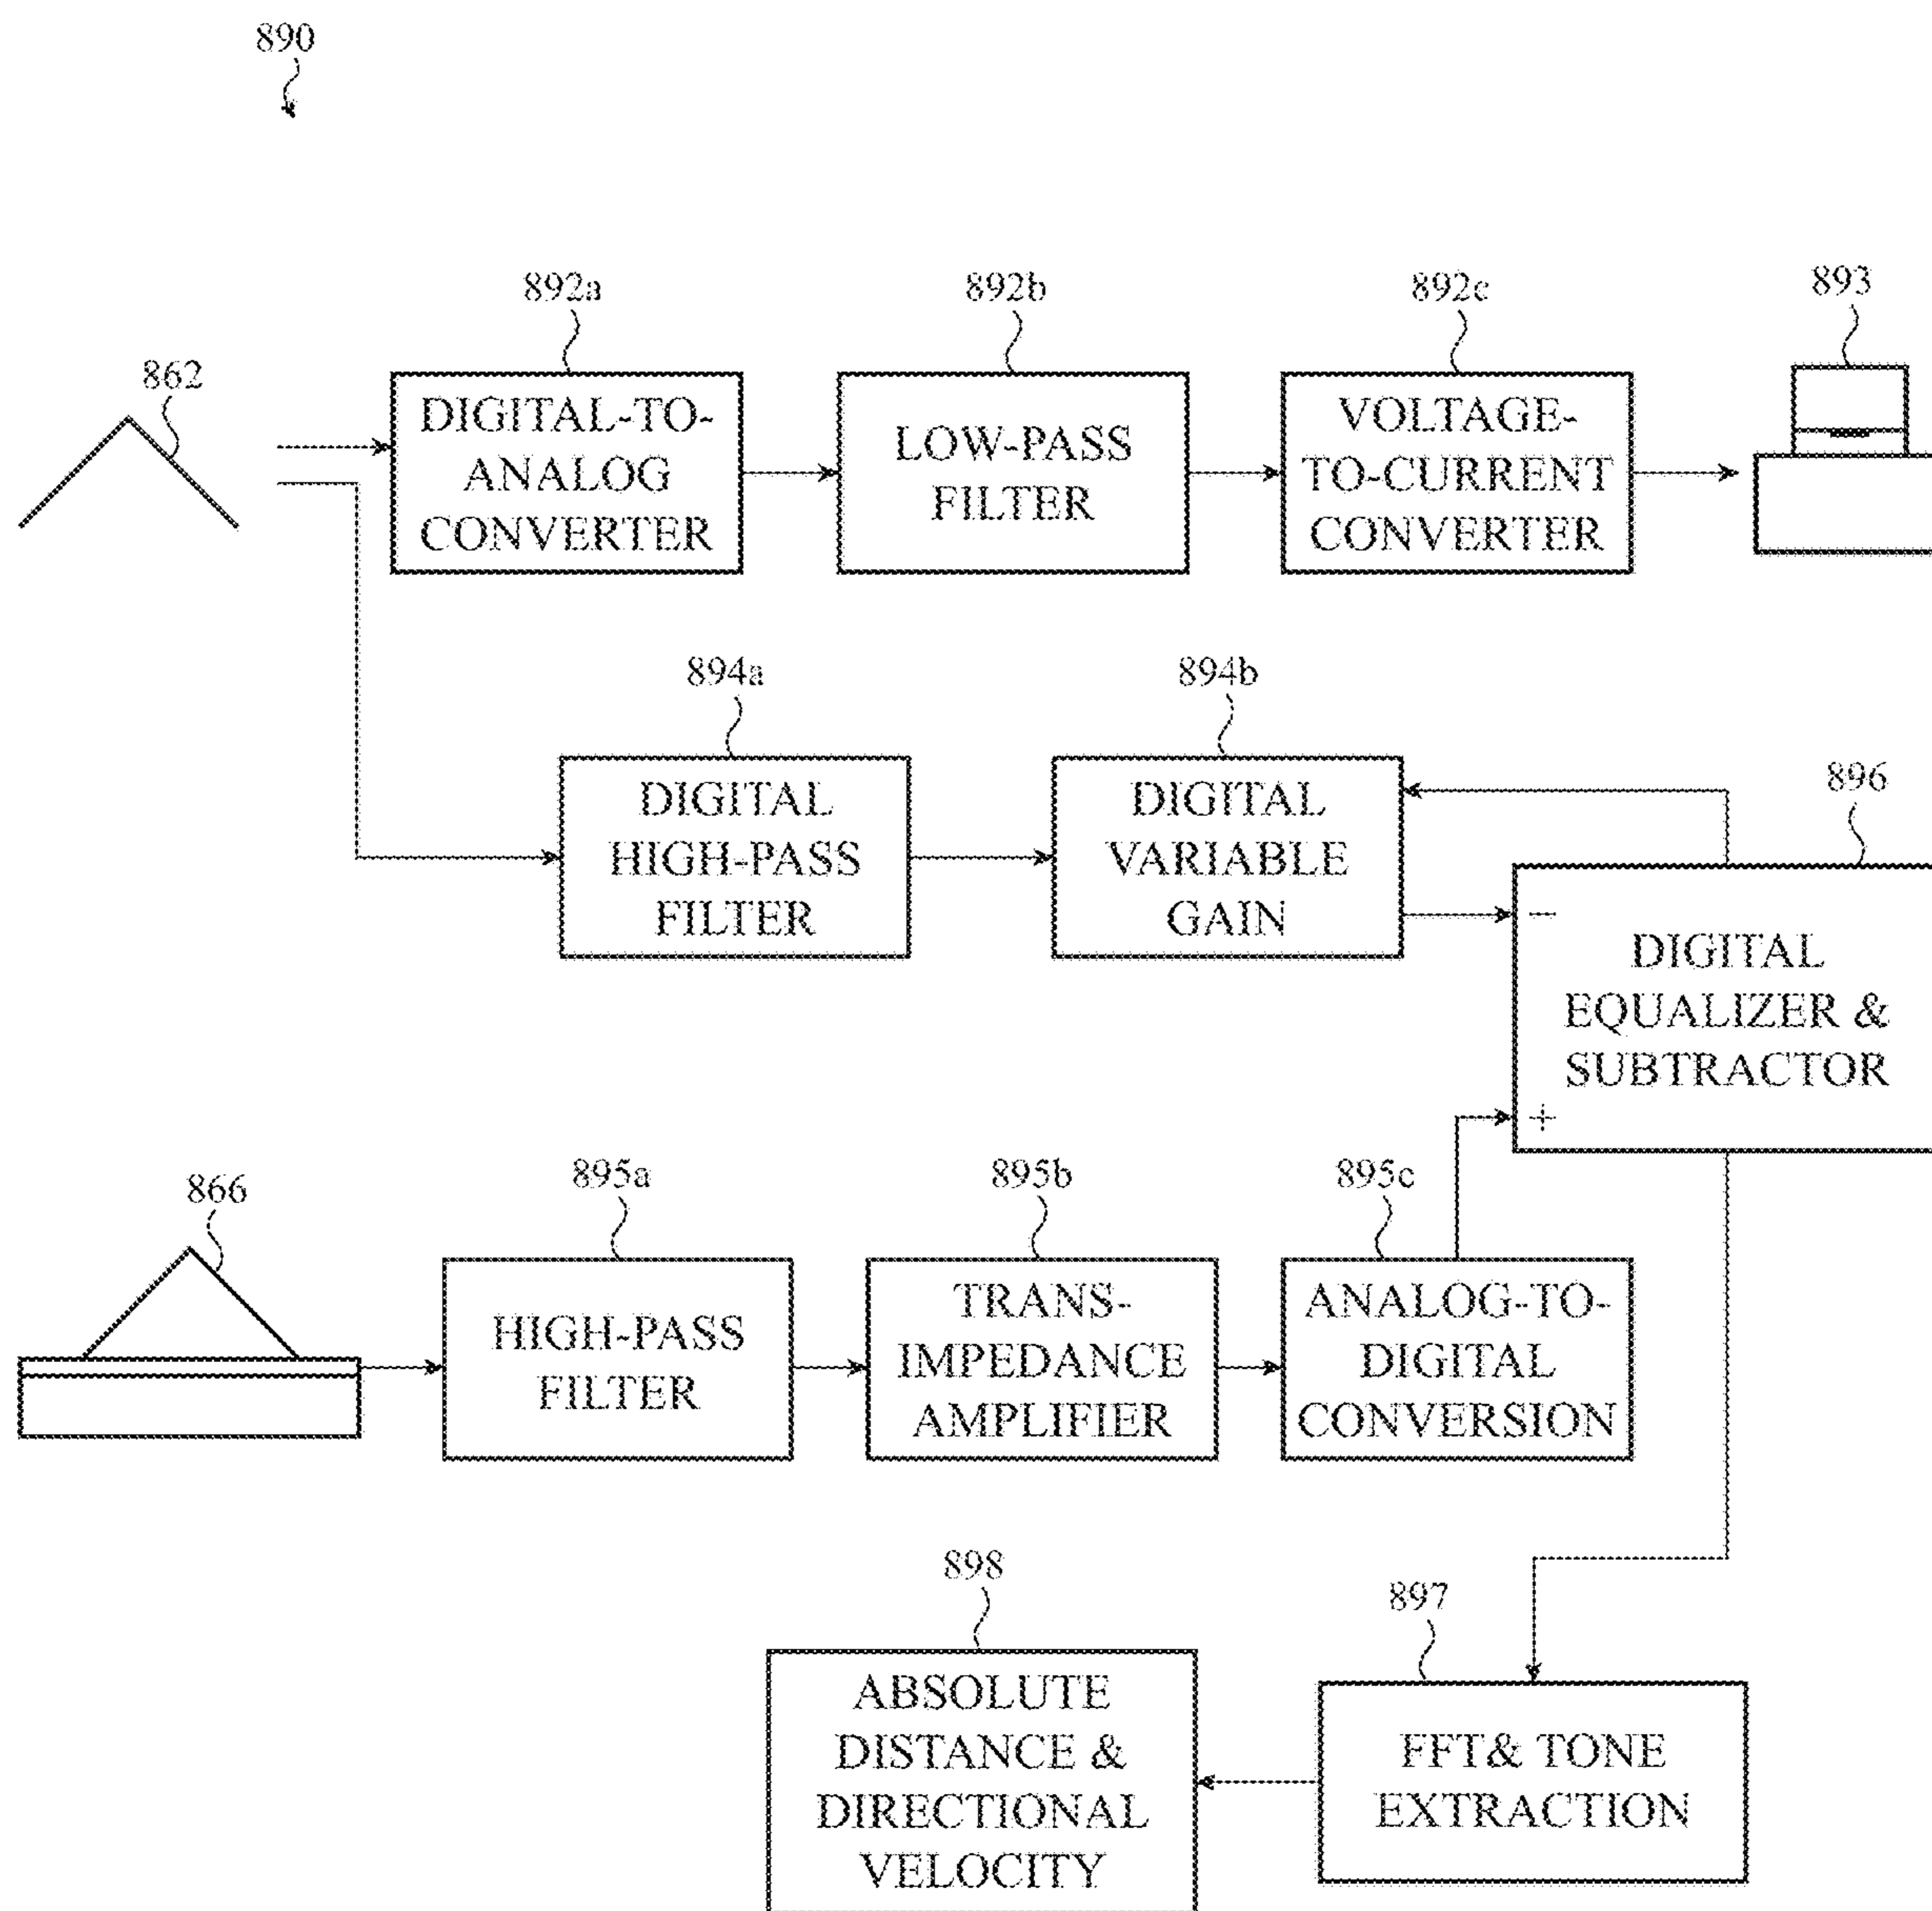 890
892a
892b
892c
893
862
DIGITAL-TO-
ANALOG
CONVERTER
LOW-PASS
FILTER
VOLTAGE-
TO-CURRENT
CONVERTER
894a
894b
896
DIGITAL
HIGH-PASS
FILTER
DIGITAL
VARIABLE
GAIN
−
DIGITAL
EQUALIZER &
SUBTRACTOR
+
866
895a
895b
895c
HIGH-PASS
FILTER
TRANS-
IMPEDANCE
AMPLIFIER
ANALOG-TO-
DIGITAL
CONVERSION
898
897
ABSOLUTE
DISTANCE &
DIRECTIONAL
VELOCITY
FFT& TONE
EXTRACTION